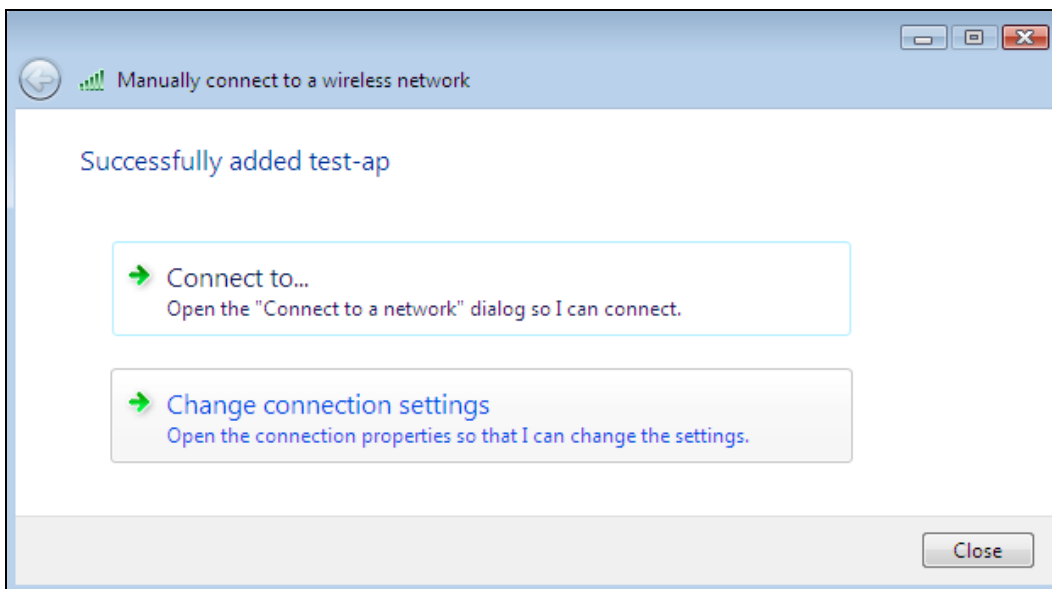 Manually connect to a wireless network
Successfully added test-ap
Connect to...
Open the "Connect to a network" dialog so I can connect.
Change connection settings
Open the connection properties so that I can change the settings.
Close